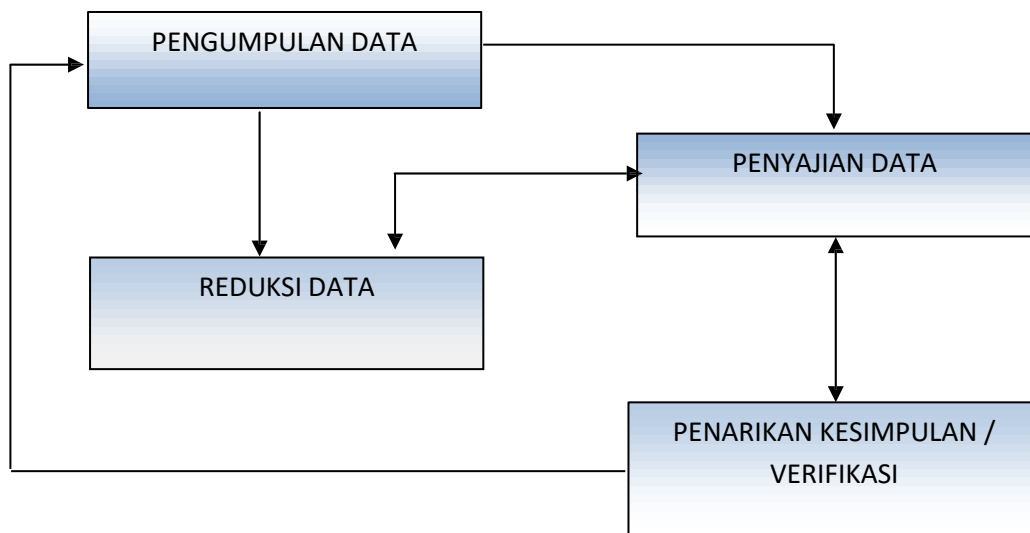 PENGUMPULAN DATA
PENYAJIAN DATA
REDUKSI DATA
PENARIKAN KESIMPULAN /
VERIFIKASI